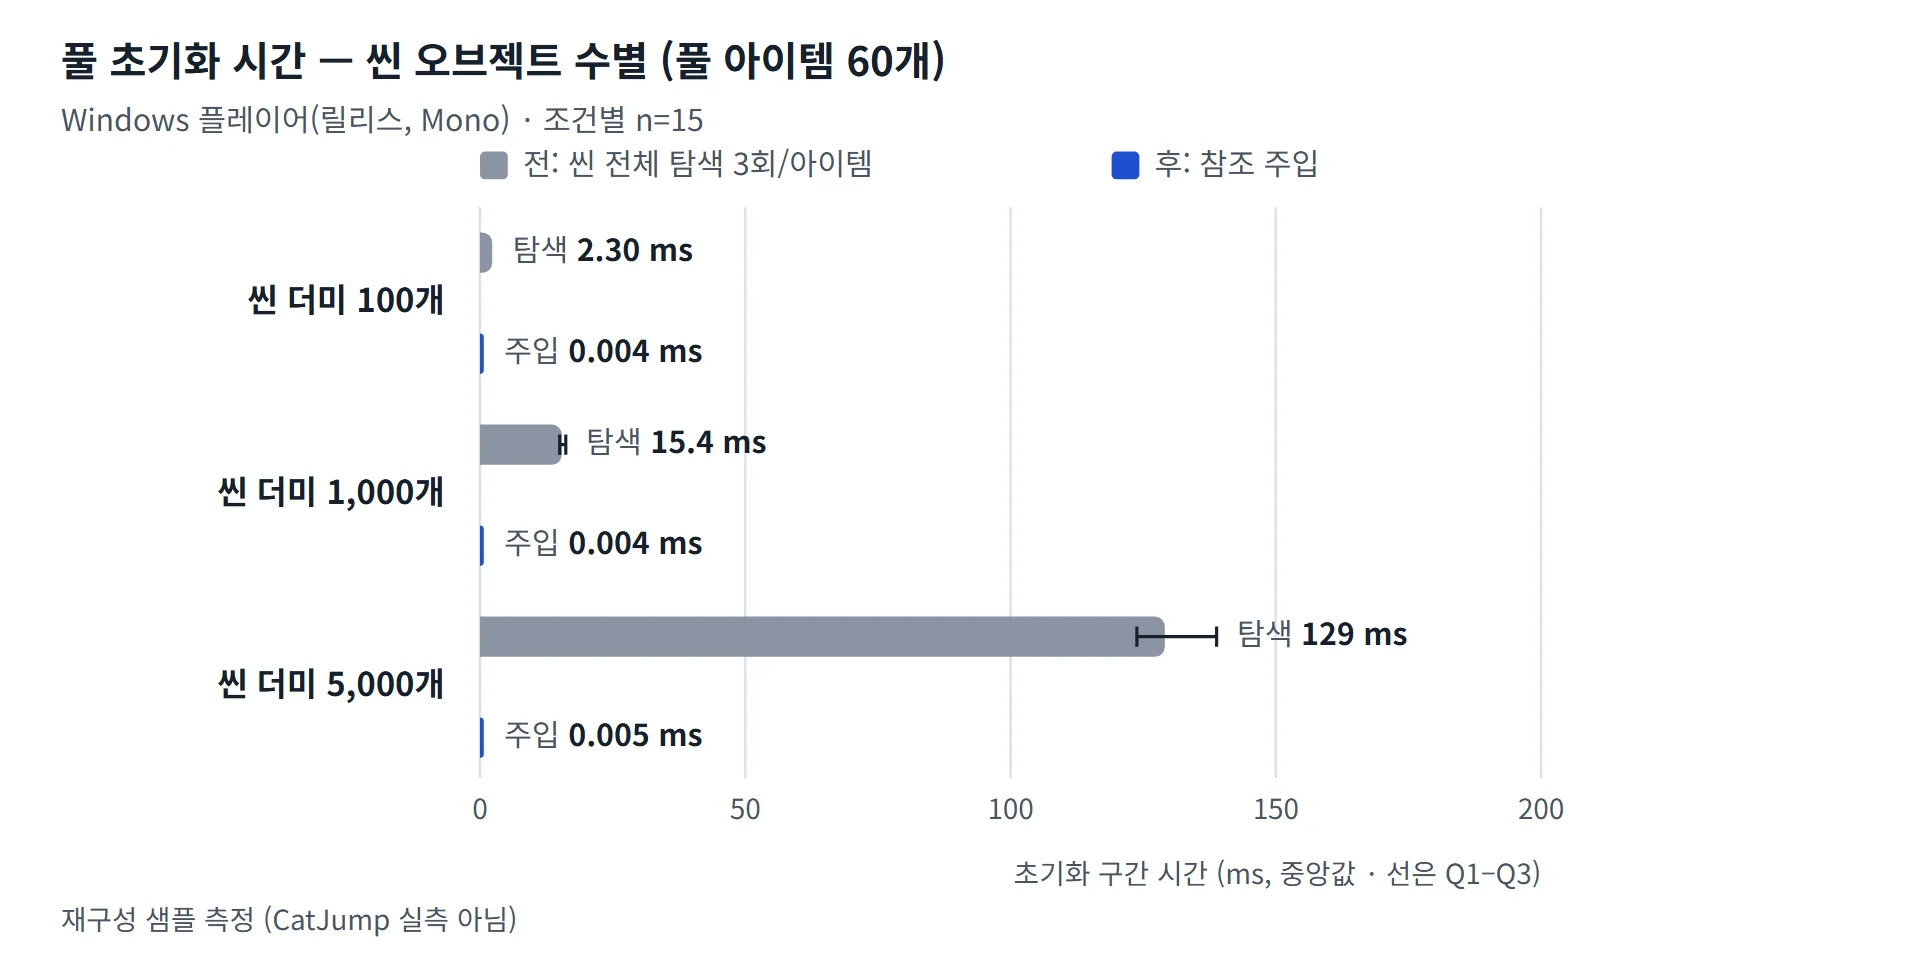 풀 초기화 시간 — 씬 오브젝트 수별 (풀 아이템 60개)
Windows 플레이어(릴리스, Mono) · 조건별 n=15
전: 씬 전체 탐색 3회/아이템
후: 참조 주입
탐색 2.30 ms
씬 더미 100개
주입 0.004 ms
탐색 15.4 ms
씬 더미 1,000개
주입 0.004 ms
탐색 129 ms
씬 더미 5,000개
주입 0.005 ms
0 50 100 150 200
초기화 구간 시간 (ms, 중앙값 · 선은 Q1–Q3)
재구성 샘플 측정 (CatJump 실측 아님)